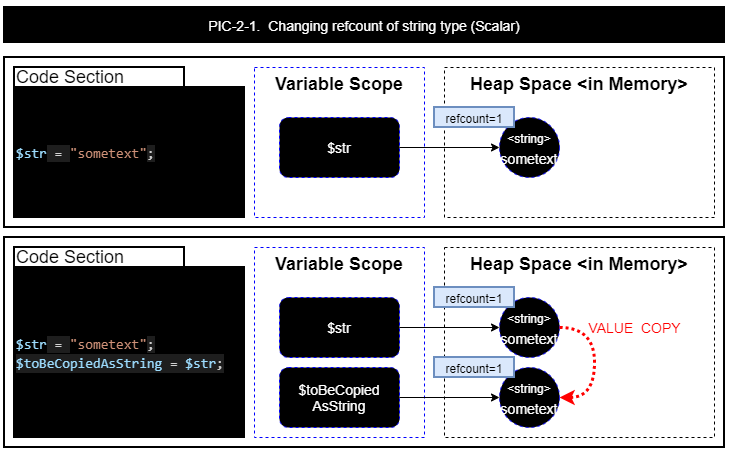 PIC-2-1. Changing refcount of string type (Scalar)
Code Section
$str = "sometext";
Variable Scope
$str
Heap Space <in Memory>
refcount=1
<string>
sometext
Code Section
$str = "sometext";
$toBeCopiedAsString = $str;
Variable Scope
$str
$toBeCopied
AsString
Heap Space <in Memory>
refcount=1
<string>
sometext
VALUE COPY
refcount=1
<string>
sometext